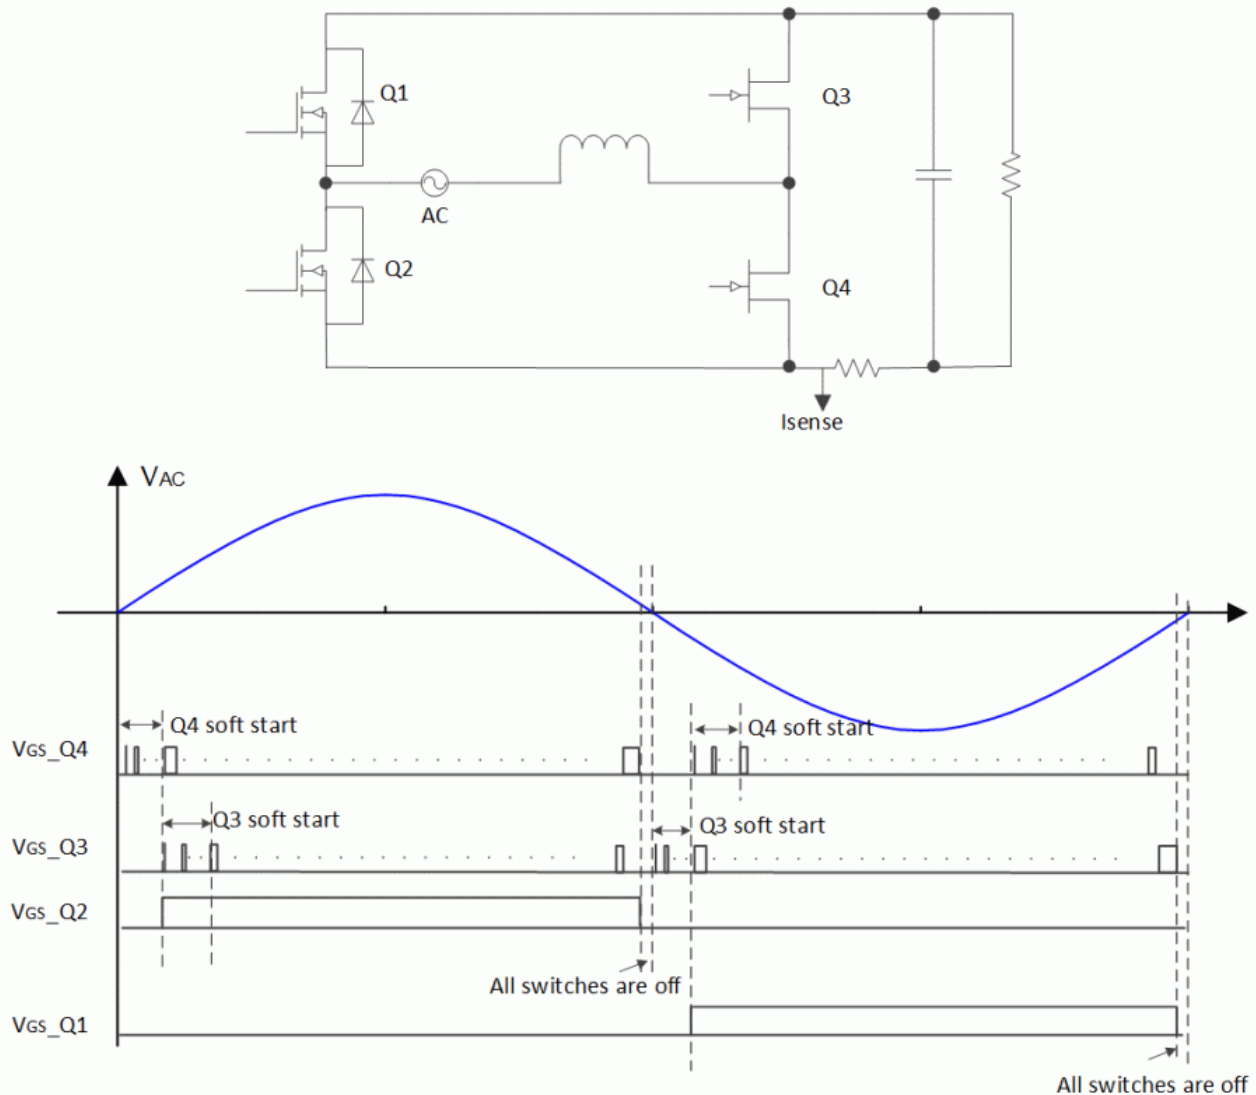 Q1
Q3
AC
Q2
Q4
Isense
VAC
Q4 soft start
Q4 soft start
VGS_Q4
Q3 soft start
Q3 soft start
VGS_Q3
VGS_Q2
All switches are off
VGS_Q1
All switches are off